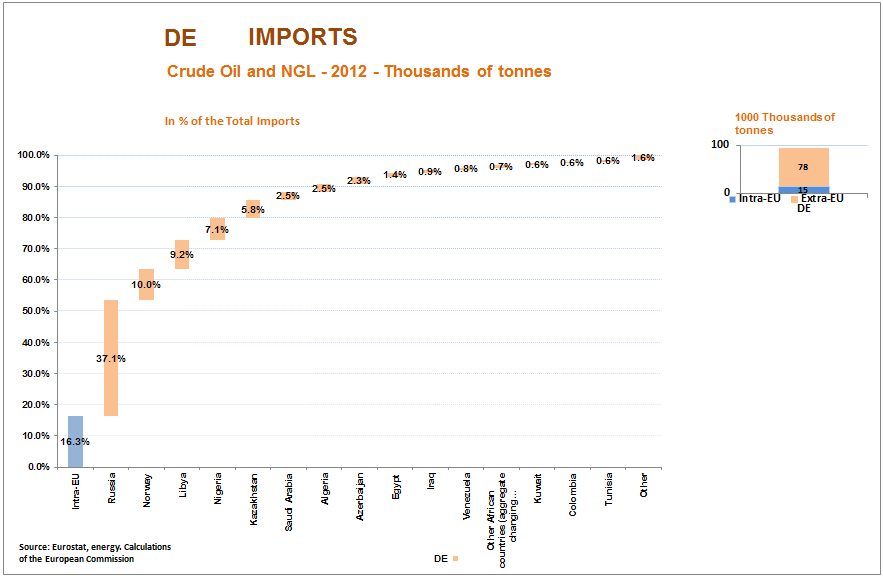 DE IMPORTS
Crude Oil and NGL - 2012 - Thousands of tonnes
In % of the Total Imports
100.0%
90.0%
80.0%
70.0%
60.0%
50.0%
40.0%
30.0%
20.0%
10.0%
0.0%
16.3%
37.1%
10.0%
9.2%
7.1%
5.8%
2.5%
2.5%
2.3%
1.4%
0.9%
0.8%
0.7%
0.6%
0.6%
0.6%
1.6%
Intra-EU
Russia
Norway
Libya
Nigeria
Kazakhstan
Saudi Arabia
Algeria
Azerbaijan
Egypt
Iraq
Venezuela
Other African
countries (aggregate
changing...
Kuwait
Colombia
Tunisia
Other
DE
1000 Thousands of
tonnes
100
78
15
0
Intra-EU Extra-EU
DE
Source: Eurostat, energy. Calculations
of the European Commission